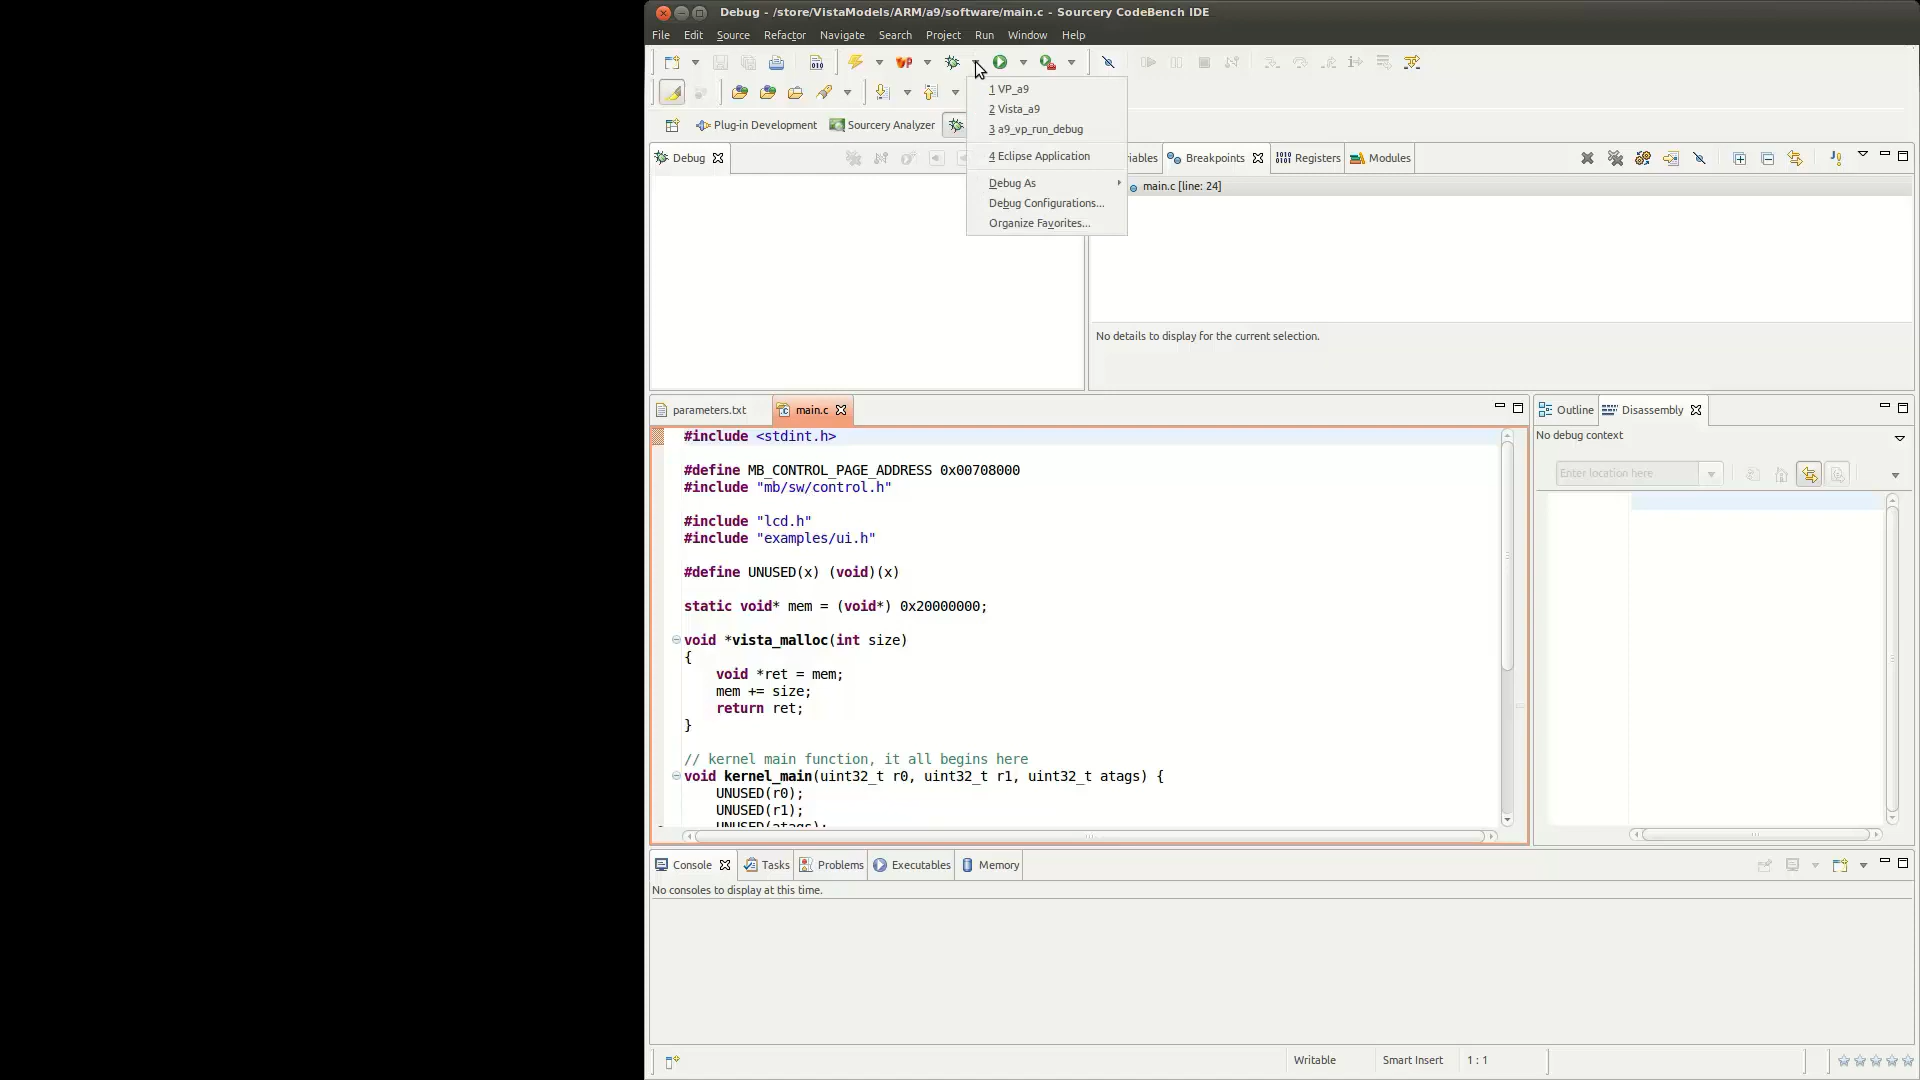 Debug - /store/VistaModels/ARM/a9/software/main.c - Sourcery CodeBench IDE
File Edit Source Refactor Navigate Search Project Run Window Help
1 VP_a9
2 Vista_a9
3 a9_vp_run_debug
4 Eclipse Application
Debug As
Debug Configurations...
Organize Favorites...
Plug-in Development Sourcery Analyzer
Debug
iables Breakpoints Registers Modules
main.c [line: 24]
No details to display for the current selection.
parameters.txt main.c
#include <stdint.h>
#define MB_CONTROL_PAGE_ADDRESS 0x00708000
#include "mb/sw/control.h"
#include "lcd.h"
#include "examples/ui.h"
#define UNUSED(x) (void)(x)
static void* mem = (void*) 0x20000000;
void *vista_malloc(int size)
{
void *ret = mem;
mem += size;
return ret;
}
// kernel main function, it all begins here
void kernel_main(uint32_t r0, uint32_t r1, uint32_t atags) {
UNUSED(r0);
UNUSED(r1);
UNUSED(atags);
Outline Disassembly
No debug context
Enter location here
Console Tasks Problems Executables Memory
No consoles to display at this time.
Writable Smart Insert 1 : 1